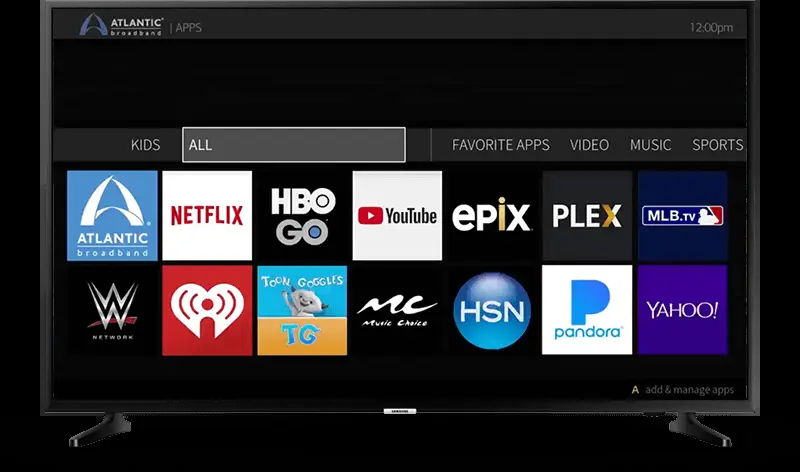 ATLANTIC broadband | APPS 12:00pm
KIDS ALL FAVORITE APPS VIDEO MUSIC SPORTS
ATLANTIC broadband
NETFLIX
HBO GO
YouTube
epix
PLEX
MLB.TV
W NETWORK
iHeart
TOON GOGGLES TG
MC Music Choice
HSN
P pandora
YAHOO!
A add & manage apps
SAMSUNG